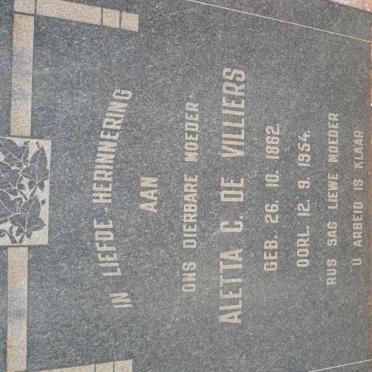 IN LIEFDE HERINNERING
AAN
ONS DIERBARE MOEDER
ALETTA C. DE VILLIERS
GEB. 26. 10. 1862.
OORL. 12. 9. 1954.
RUS SAG LIEWE MOEDER
U ARBEID IS KLAAR